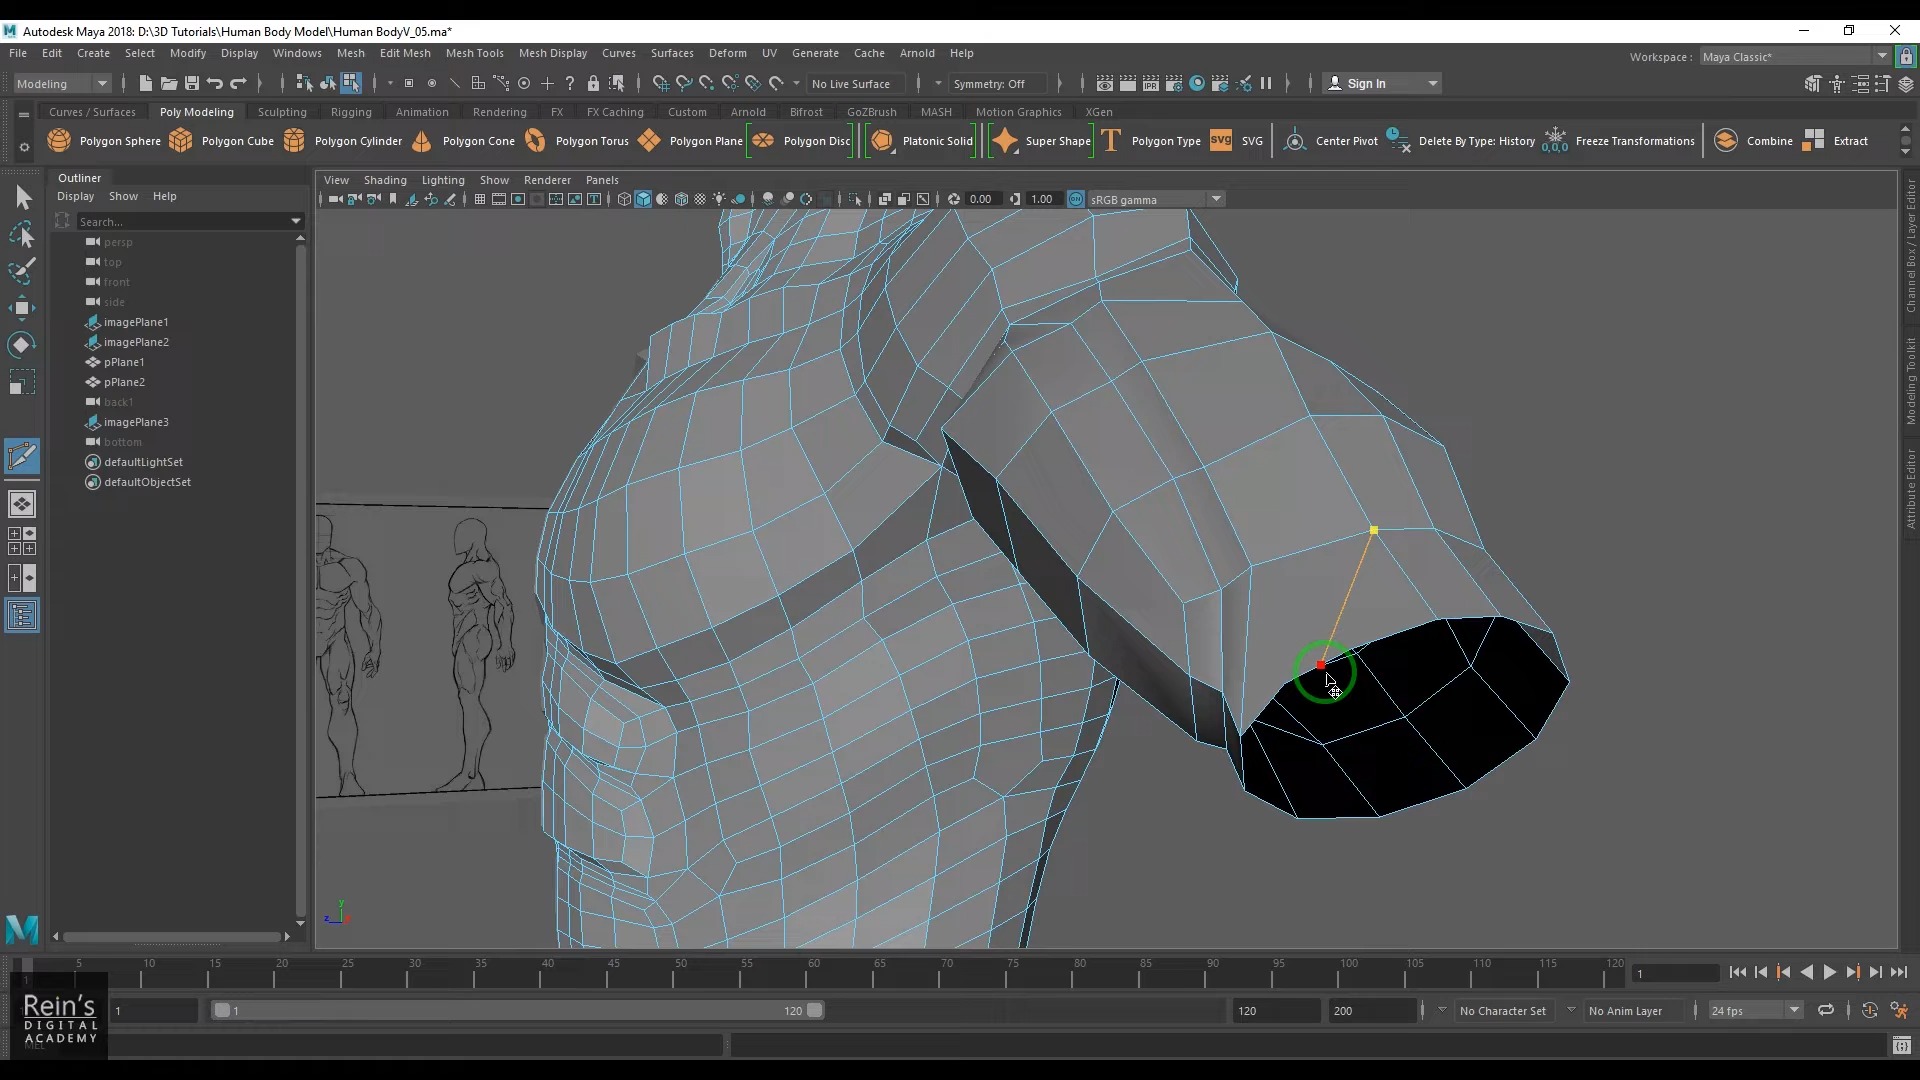 Autodesk Maya 2018: D:\3D Tutorials\Human Body Model\Human BodyV_05.ma*
File Edit Create Select Modify Display Windows Mesh Edit Mesh Mesh Tools Mesh Display Curves Surfaces Deform UV Generate Cache Arnold Help
Workspace : Maya Classic*
Modeling No Live Surface Symmetry: Off Sign In
Curves / Surfaces Poly Modeling Sculpting Rigging Animation Rendering FX FX Caching Custom Arnold Bifrost GoZBrush MASH Motion Graphics XGen
Polygon Sphere Polygon Cube Polygon Cylinder Polygon Cone Polygon Torus Polygon Plane Polygon Disc Platonic Solid Super Shape Polygon Type SVG Center Pivot Delete By Type: History Freeze Transformations Combine Extract
Outliner
Display Show Help
Search...
persp
top
front
side
imagePlane1
imagePlane2
pPlane1
pPlane2
back1
imagePlane3
bottom
defaultLightSet
defaultObjectSet
View Shading Lighting Show Renderer Panels
0.00 1.00 sRGB gamma
Channel Box / Layer Editor
Modeling Toolkit
Attribute Editor
y
z
5 10 15 20 25 30 35 40 45 50 55 60 65 70 75 80 85 90 95 100 105 110 115 120
1
1 1 120 120 200 No Character Set No Anim Layer 24 fps
Rein's
DIGITAL
ACADEMY
MEL